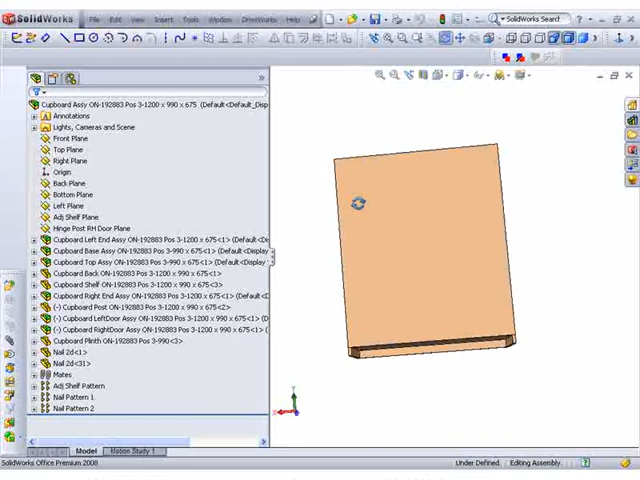 SolidWorks
File Edit View Insert Tools Window DriveWorks Help
SolidWorks Search
Cupboard Assy ON-192883 Pos 3-1200 x 990 x 675 (Default<Default_Disp
Annotations
Lights, Cameras and Scene
Front Plane
Top Plane
Right Plane
Origin
Back Plane
Bottom Plane
Left Plane
Adj Shelf Plane
Hinge Post RH Door Plane
Cupboard Left End Assy ON-192883 Pos 3-1200 x 675<1> (Default<Di
Cupboard Base Assy ON-192883 Pos 3-990 x 675<1> (Default<Display
Cupboard Top Assy ON-192883 Pos 3-990 x 675<1> (Default<Display
Cupboard Back ON-192883 Pos 3-1200 x 990 x 675<1>
Cupboard Shelf ON-192883 Pos 3-990 x 675<3>
Cupboard Right End Assy ON-192883 Pos 3-1200 x 675<1> (Default<D
(-) Cupboard Post ON-192883 Pos 3-1200 x 675<2>
(-) Cupboard LeftDoor Assy ON-192883 Pos 3-1200 x 990 x 675<1> (D
(-) Cupboard RightDoor Assy ON-192883 Pos 3-1200 x 990 x 675<1> (
Cupboard Plinth ON-192883 Pos 3-990<3>
Nail 2d<1>
Nail 2d<31>
Mates
Adj Shelf Pattern
Nail Pattern 1
Nail Pattern 2
Y
X
Model Motion Study 1
SolidWorks Office Premium 2008 Under Defined Editing Assembly